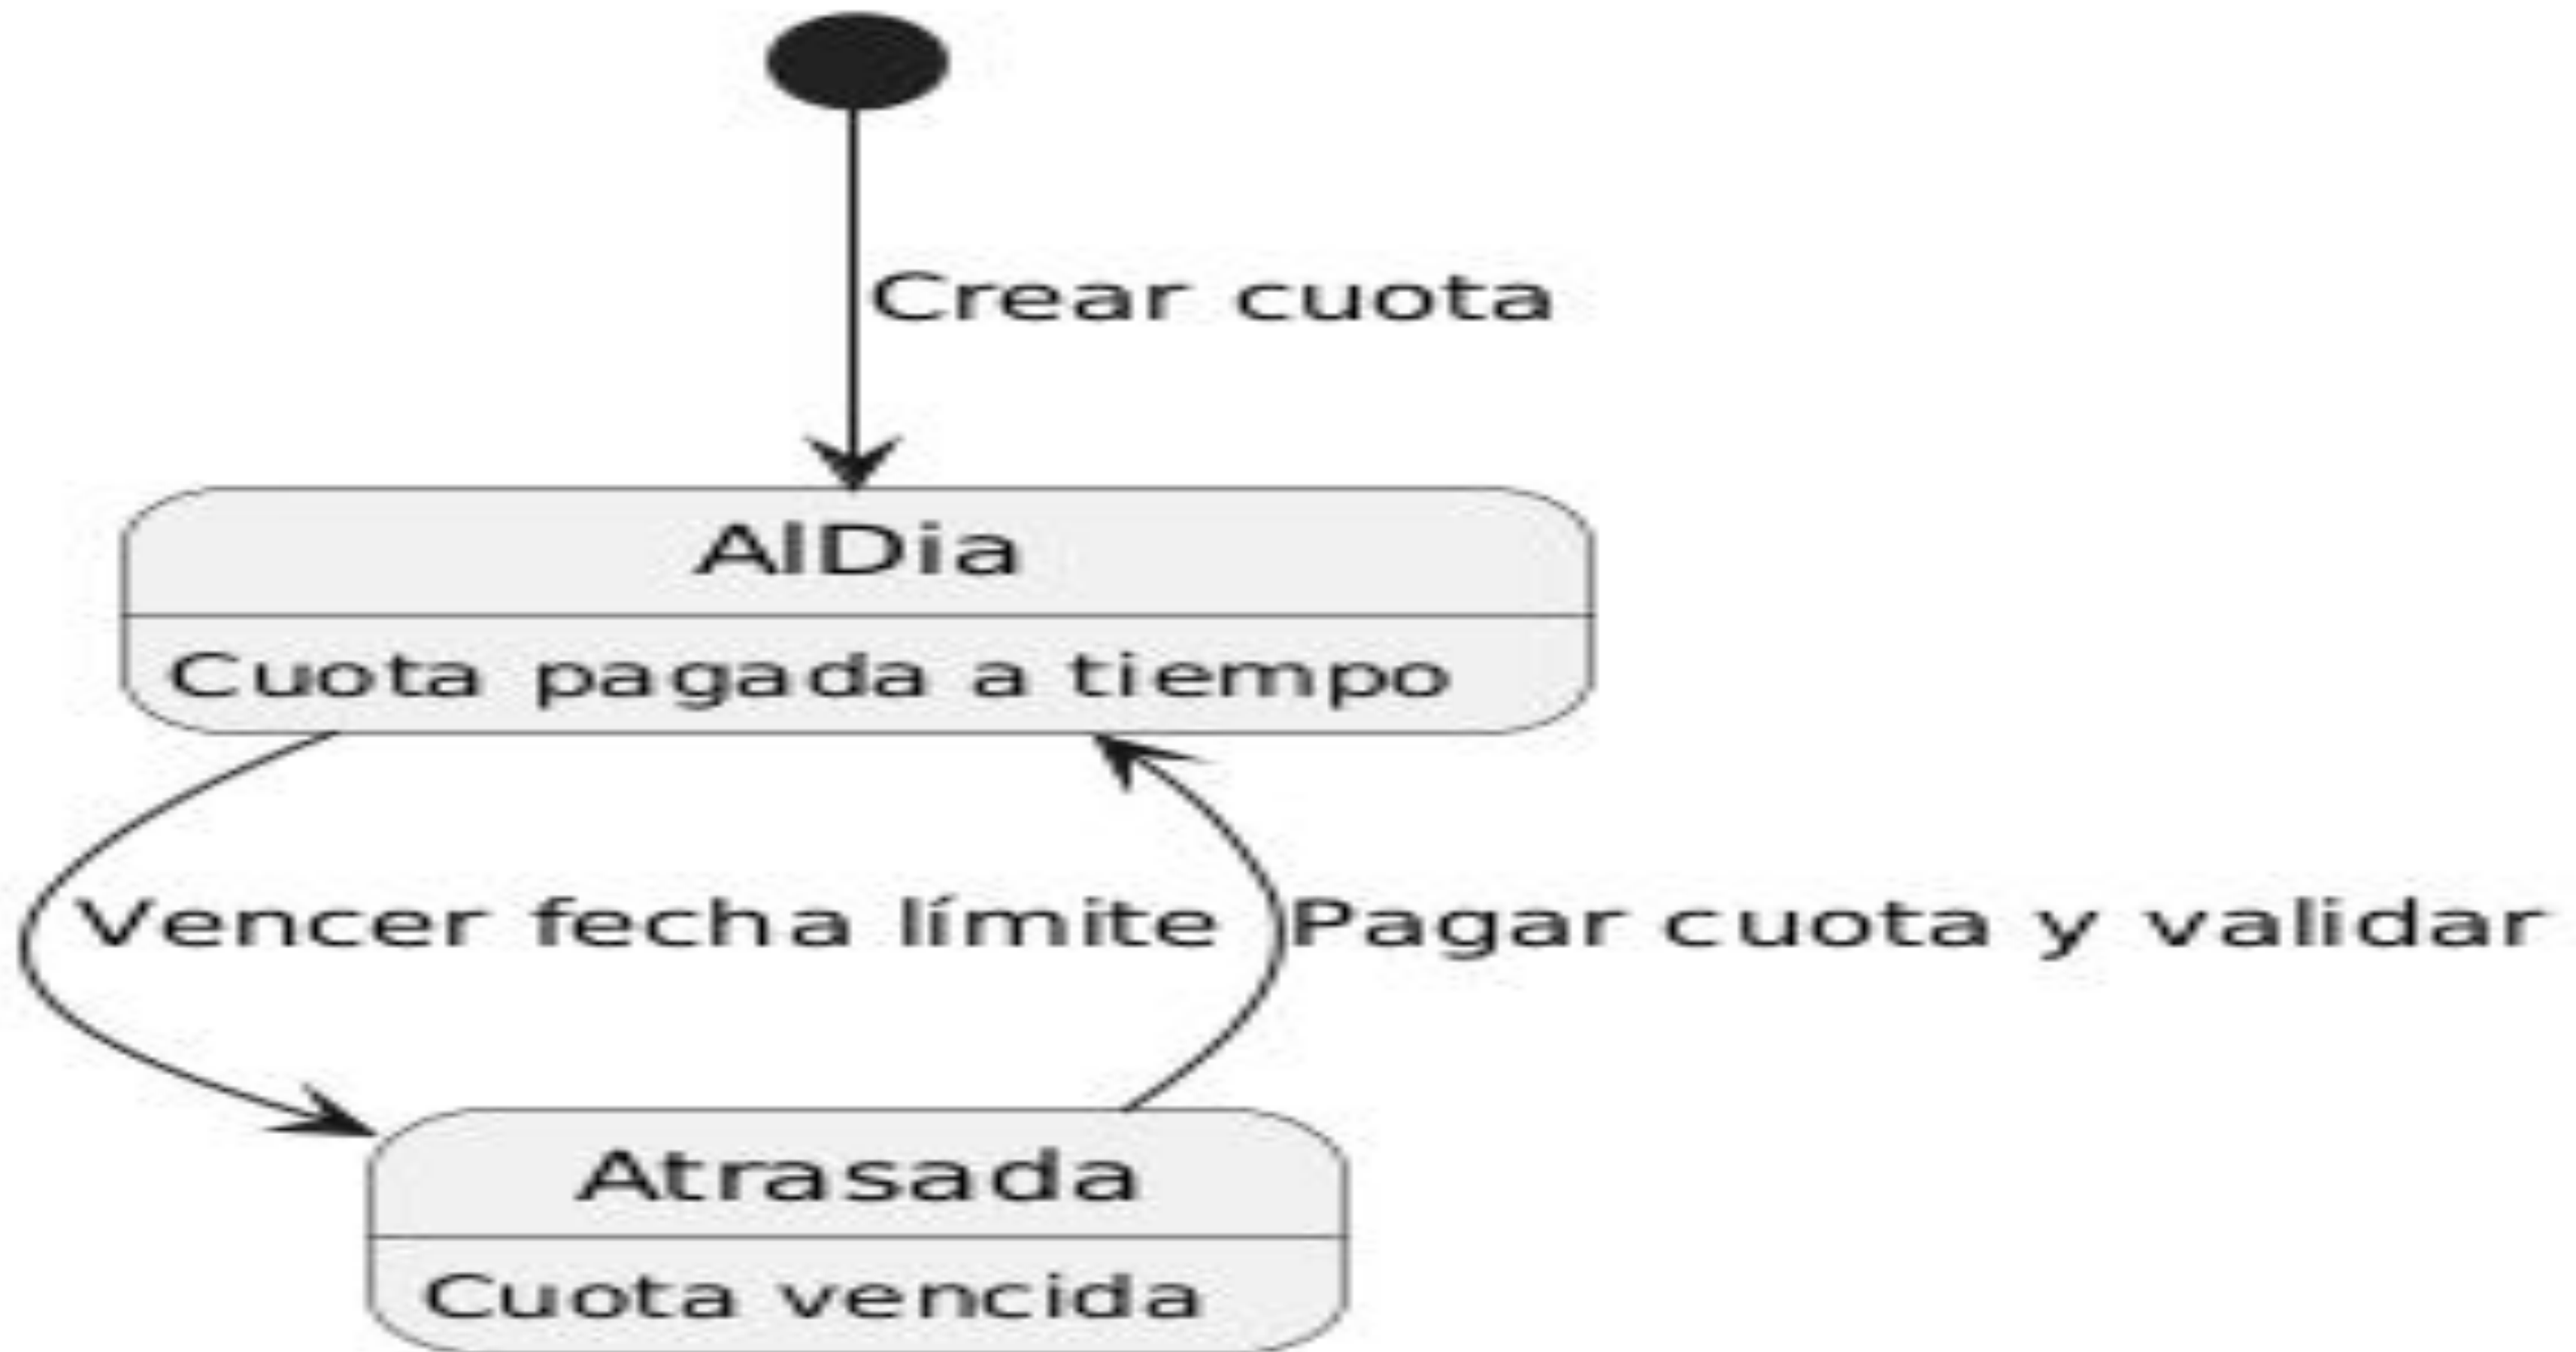 Crear cuota
AlDia
Cuota pagada a tiempo
Vencer fecha límite
Pagar cuota y validar
Atrasada
Cuota vencida